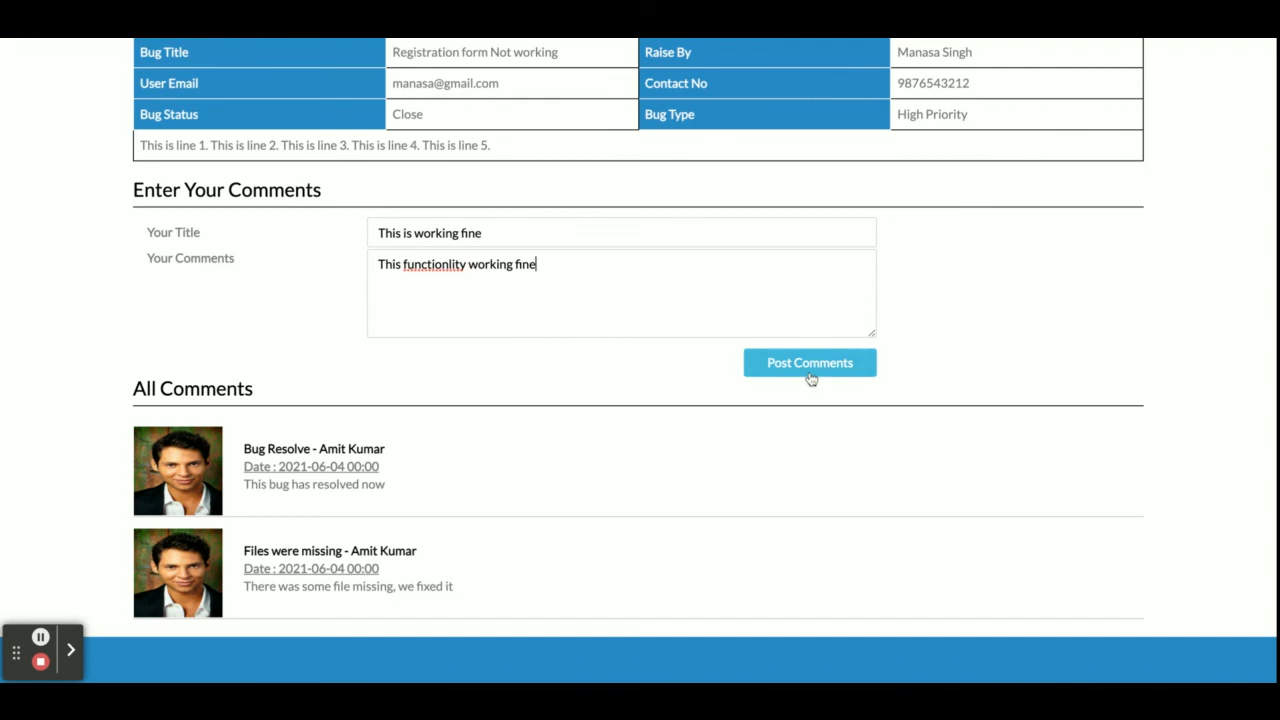 Bug Title Registration form Not working Raise By Manasa Singh
User Email manasa@gmail.com Contact No 9876543212
Bug Status Close Bug Type High Priority
This is line 1. This is line 2. This is line 3. This is line 4. This is line 5.
Enter Your Comments
Your Title This is working fine
Your Comments This functionlity working fine
Post Comments
All Comments
Bug Resolve - Amit Kumar
Date : 2021-06-04 00:00
This bug has resolved now
Files were missing - Amit Kumar
Date : 2021-06-04 00:00
There was some file missing, we fixed it